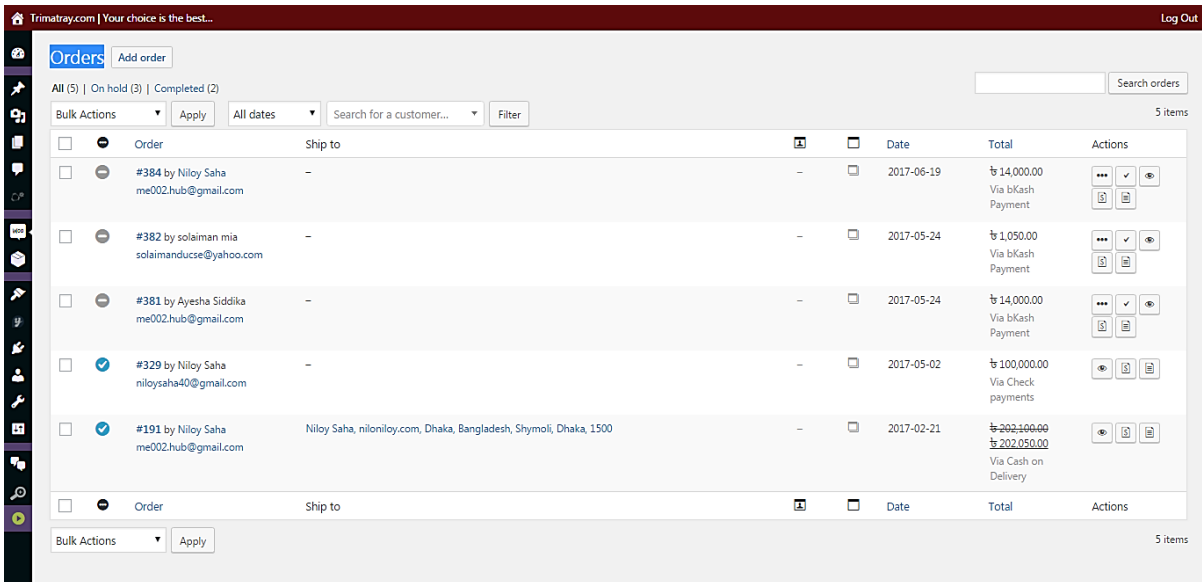 Trimatray.com | Your choice is the best... Log Out
Orders Add order
All (5) | On hold (3) | Completed (2)
Search orders
Bulk Actions Apply All dates Search for a customer... Filter 5 items
Order Ship to Date Total Actions
#384 by Niloy Saha – – 2017-06-19 ৳ 14,000.00
me002.hub@gmail.com Via bKash
Payment
#382 by solaiman mia – – 2017-05-24 ৳ 1,050.00
solaimanducse@yahoo.com Via bKash
Payment
#381 by Ayesha Siddika – – 2017-05-24 ৳ 14,000.00
me002.hub@gmail.com Via bKash
Payment
#329 by Niloy Saha – – 2017-05-02 ৳ 100,000.00
niloysaha40@gmail.com Via Check
payments
#191 by Niloy Saha Niloy Saha, niloniloy.com, Dhaka, Bangladesh, Shymoli, Dhaka, 1500 – 2017-02-21 ৳ 202,100.00
me002.hub@gmail.com ৳ 202,050.00
Via Cash on
Delivery
Order Ship to Date Total Actions
Bulk Actions Apply 5 items